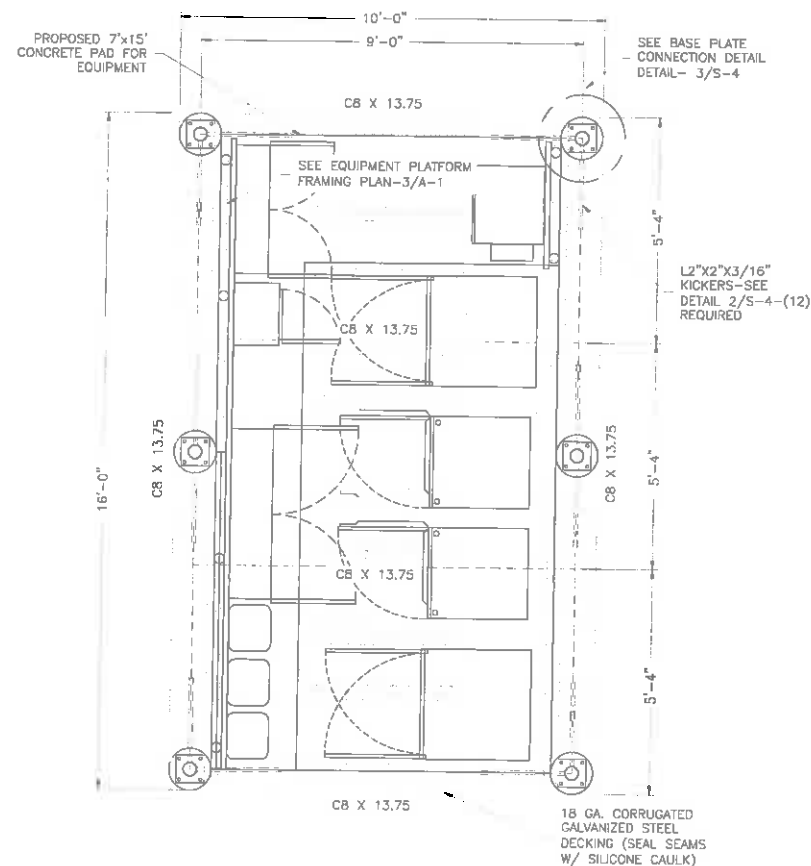 10'-0"
9'-0"
PROPOSED 7'x15'
CONCRETE PAD FOR
EQUIPMENT
SEE BASE PLATE
CONNECTION DETAIL
DETAIL- 3/S-4
C8 X 13.75
SEE EQUIPMENT PLATFORM
FRAMING PLAN-3/A-1
5'-4"
L2"X2"X3/16"
KICKERS-SEE
DETAIL 2/S-4-(12)
REQUIRED
C8 X 13.75
16'-0"
C8 X 13.75
C8 X 13.75
5'-4"
C8 X 13.75
5'-4"
C8 X 13.75
18 GA. CORRUGATED
GALVANIZED STEEL
DECKING (SEAL SEAMS
W/ SILICONE CAULK)